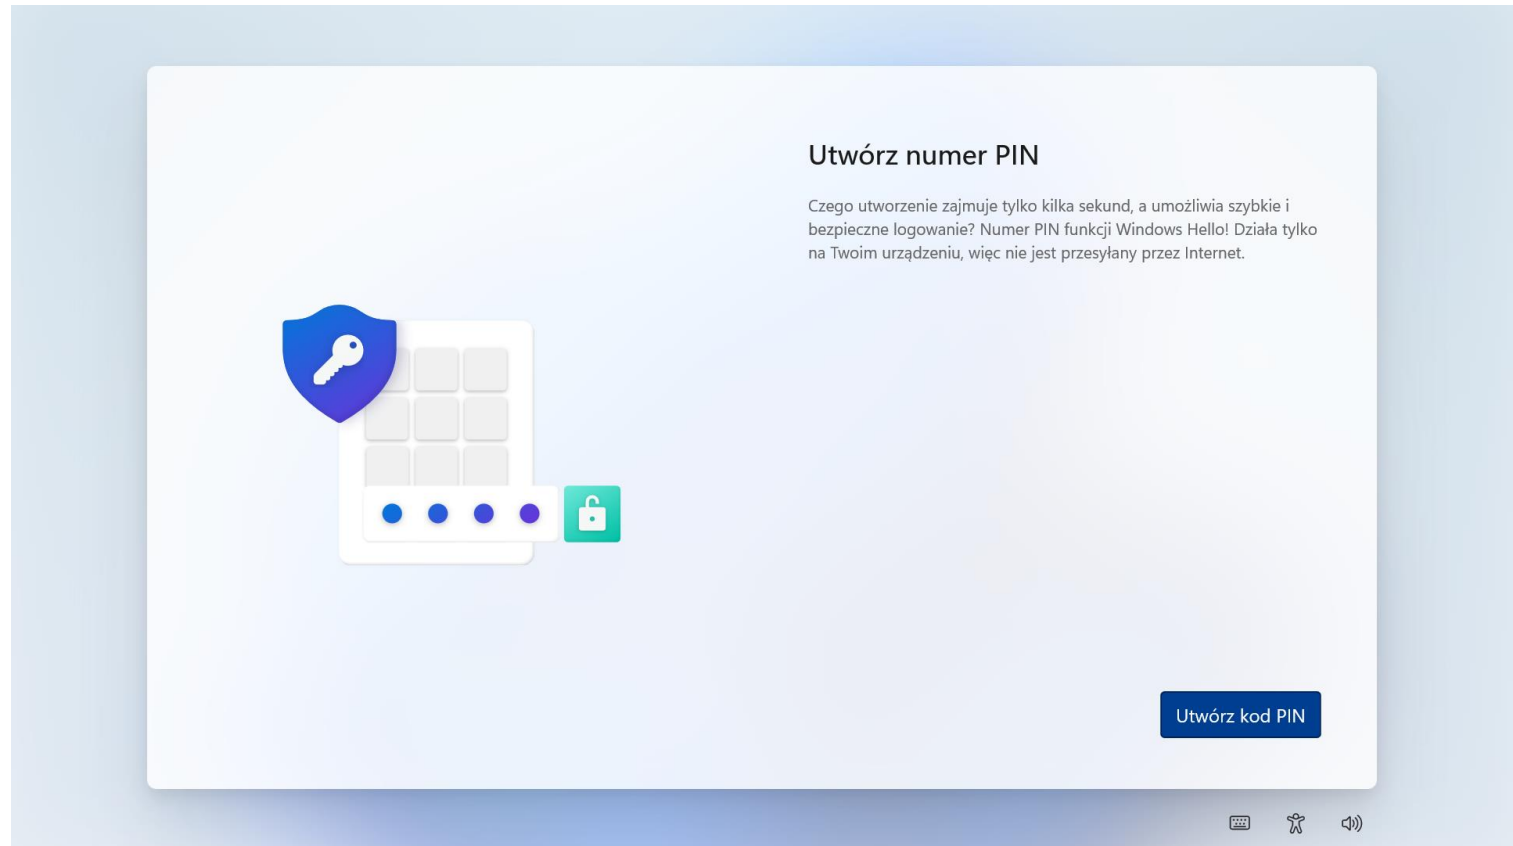 Utwórz numer PIN
Czego utworzenie zajmuje tylko kilka sekund, a umożliwia szybkie i
bezpieczne logowanie? Numer PIN funkcji Windows Hello! Działa tylko
na Twoim urządzeniu, więc nie jest przesyłany przez Internet.
Utwórz kod PIN